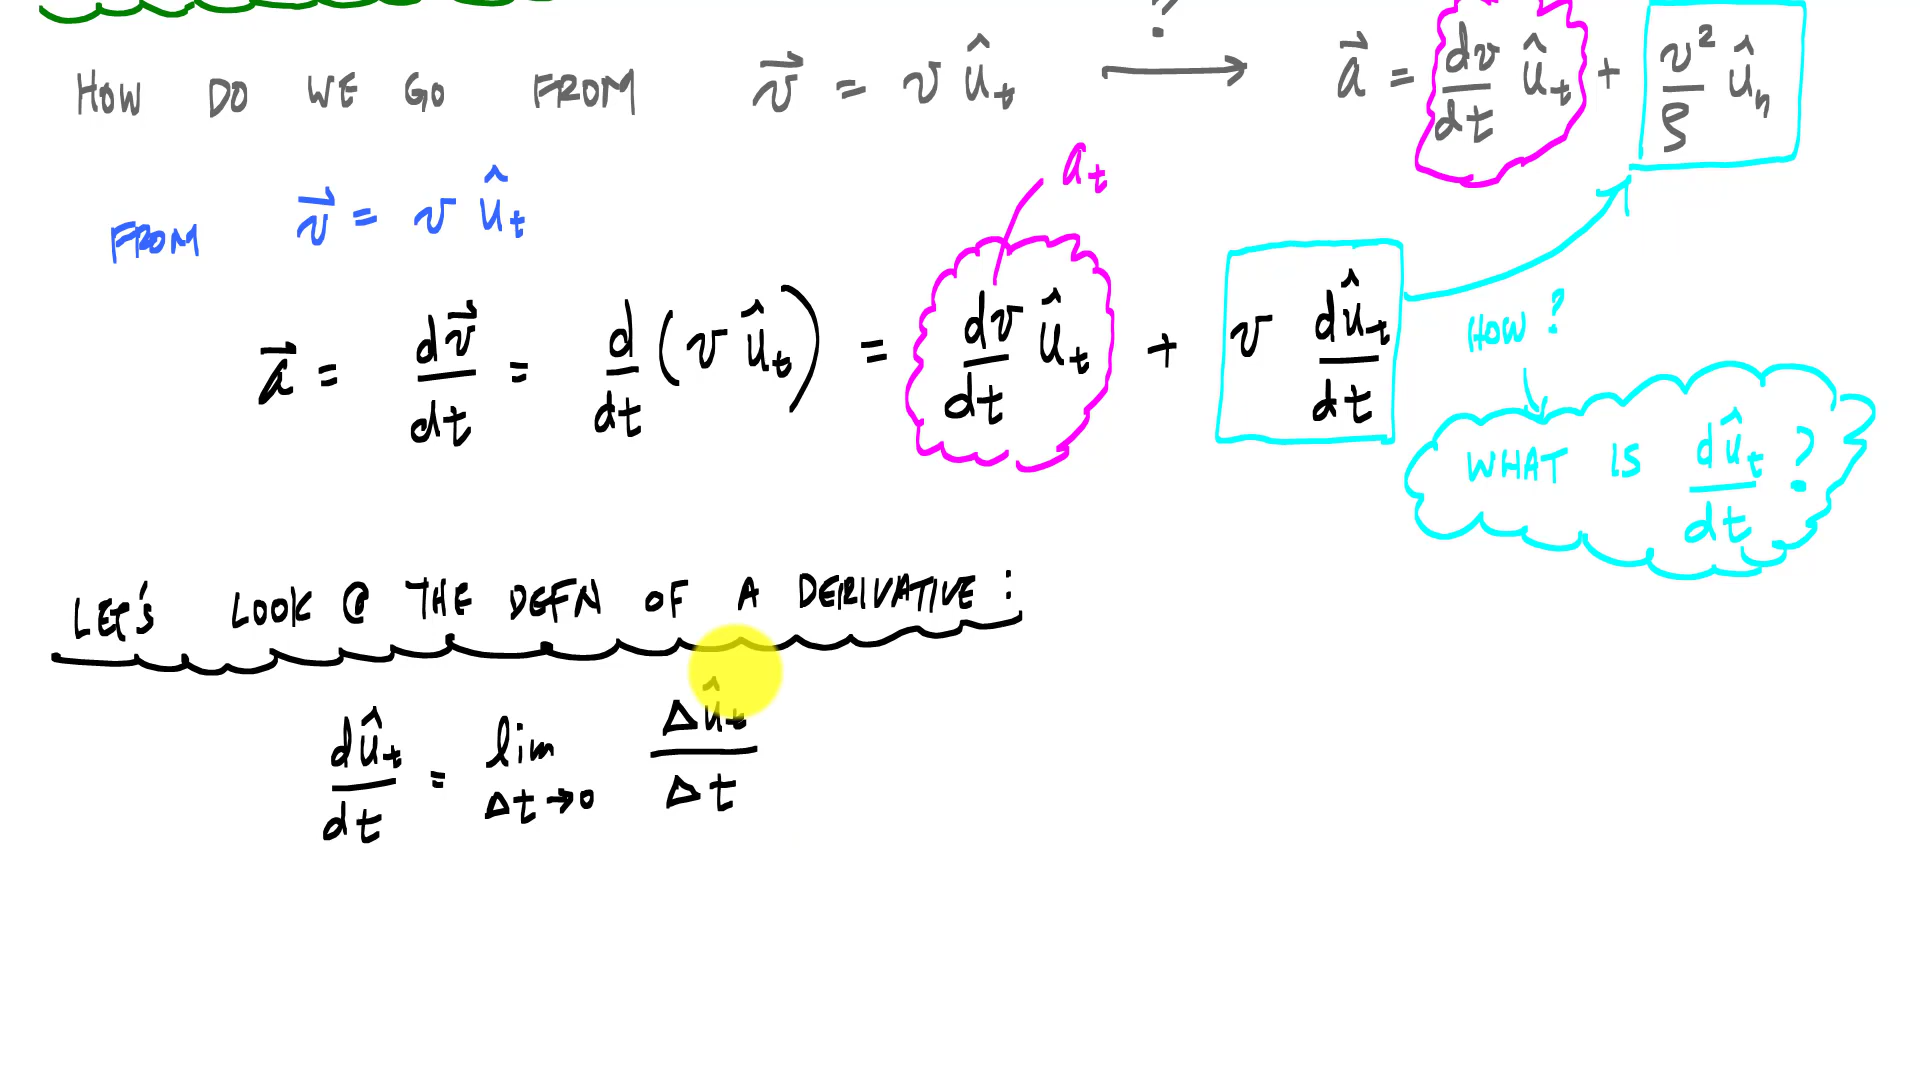 HOW DO WE GO FROM v⃗ = v û_t ⟶ ? a⃗ = dv/dt û_t + v²/ρ û_n
FROM v⃗ = v û_t
a_t
a⃗ = dv⃗/dt = d/dt (v û_t) = dv/dt û_t + v dû_t/dt
HOW?
WHAT IS dû_t/dt ?
LET'S LOOK @ THE DEFN OF A DERIVATIVE:
dû_t/dt = lim Δt→0 Δû_t/Δt